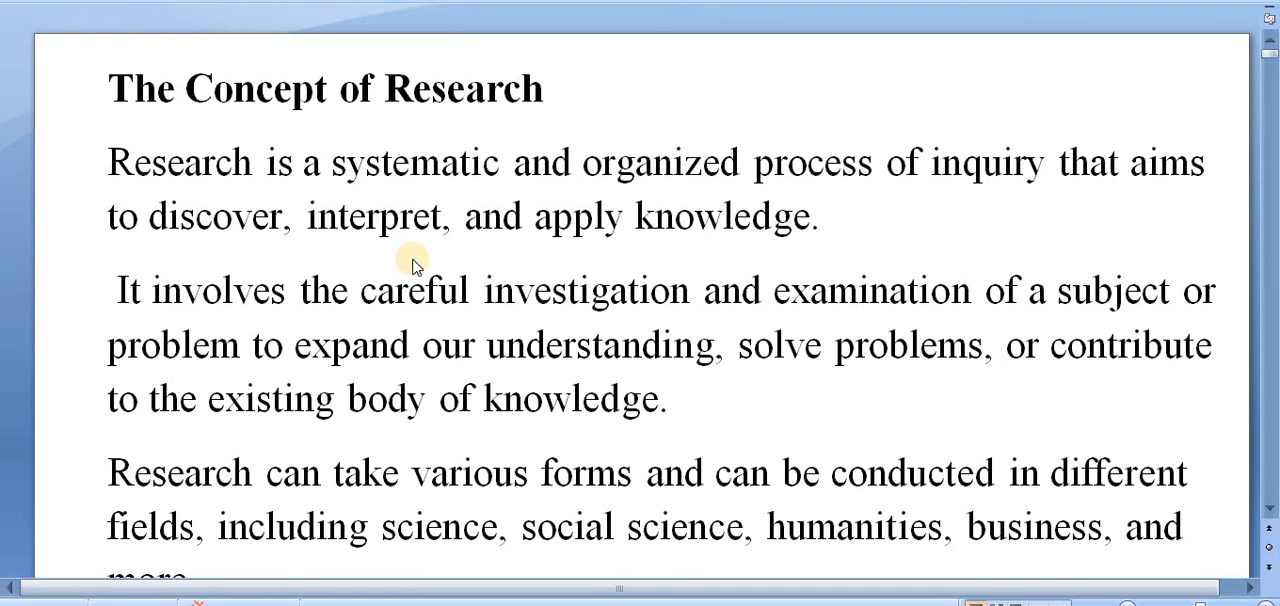 The Concept of Research
Research is a systematic and organized process of inquiry that aims
to discover, interpret, and apply knowledge.
It involves the careful investigation and examination of a subject or
problem to expand our understanding, solve problems, or contribute
to the existing body of knowledge.
Research can take various forms and can be conducted in different
fields, including science, social science, humanities, business, and
more